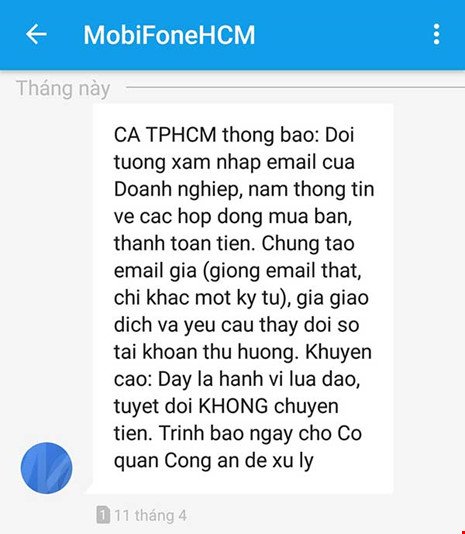 MobiFoneHCM
Tháng này
CA TPHCM thong bao: Doi
tuong xam nhap email cua
Doanh nghiep, nam thong tin
ve cac hop dong mua ban,
thanh toan tien. Chung tao
email gia (giong email that,
chi khac mot ky tu), gia giao
dich va yeu cau thay doi so
tai khoan thu huong. Khuyen
cao: Day la hanh vi lua dao,
tuyet doi KHONG chuyen
tien. Trinh bao ngay cho Co
quan Cong an de xu ly
1 11 tháng 4